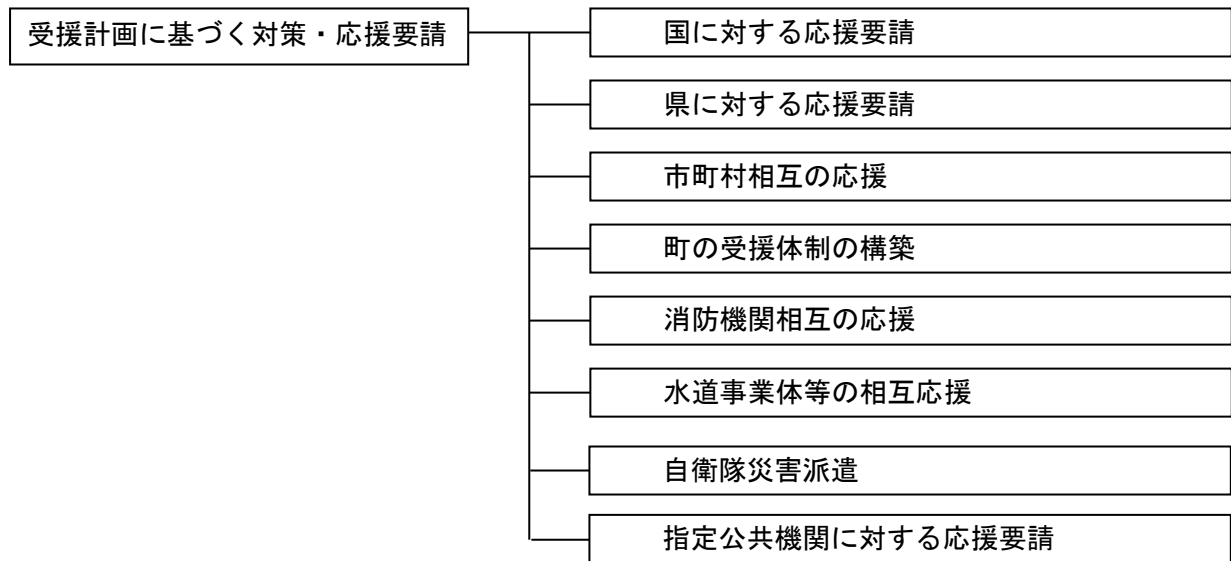 受援計画に基づく対策・応援要請
国に対する応援要請
県に対する応援要請
市町村相互の応援
町の受援体制の構築
消防機関相互の応援
水道事業体等の相互応援
自衛隊災害派遣
指定公共機関に対する応援要請